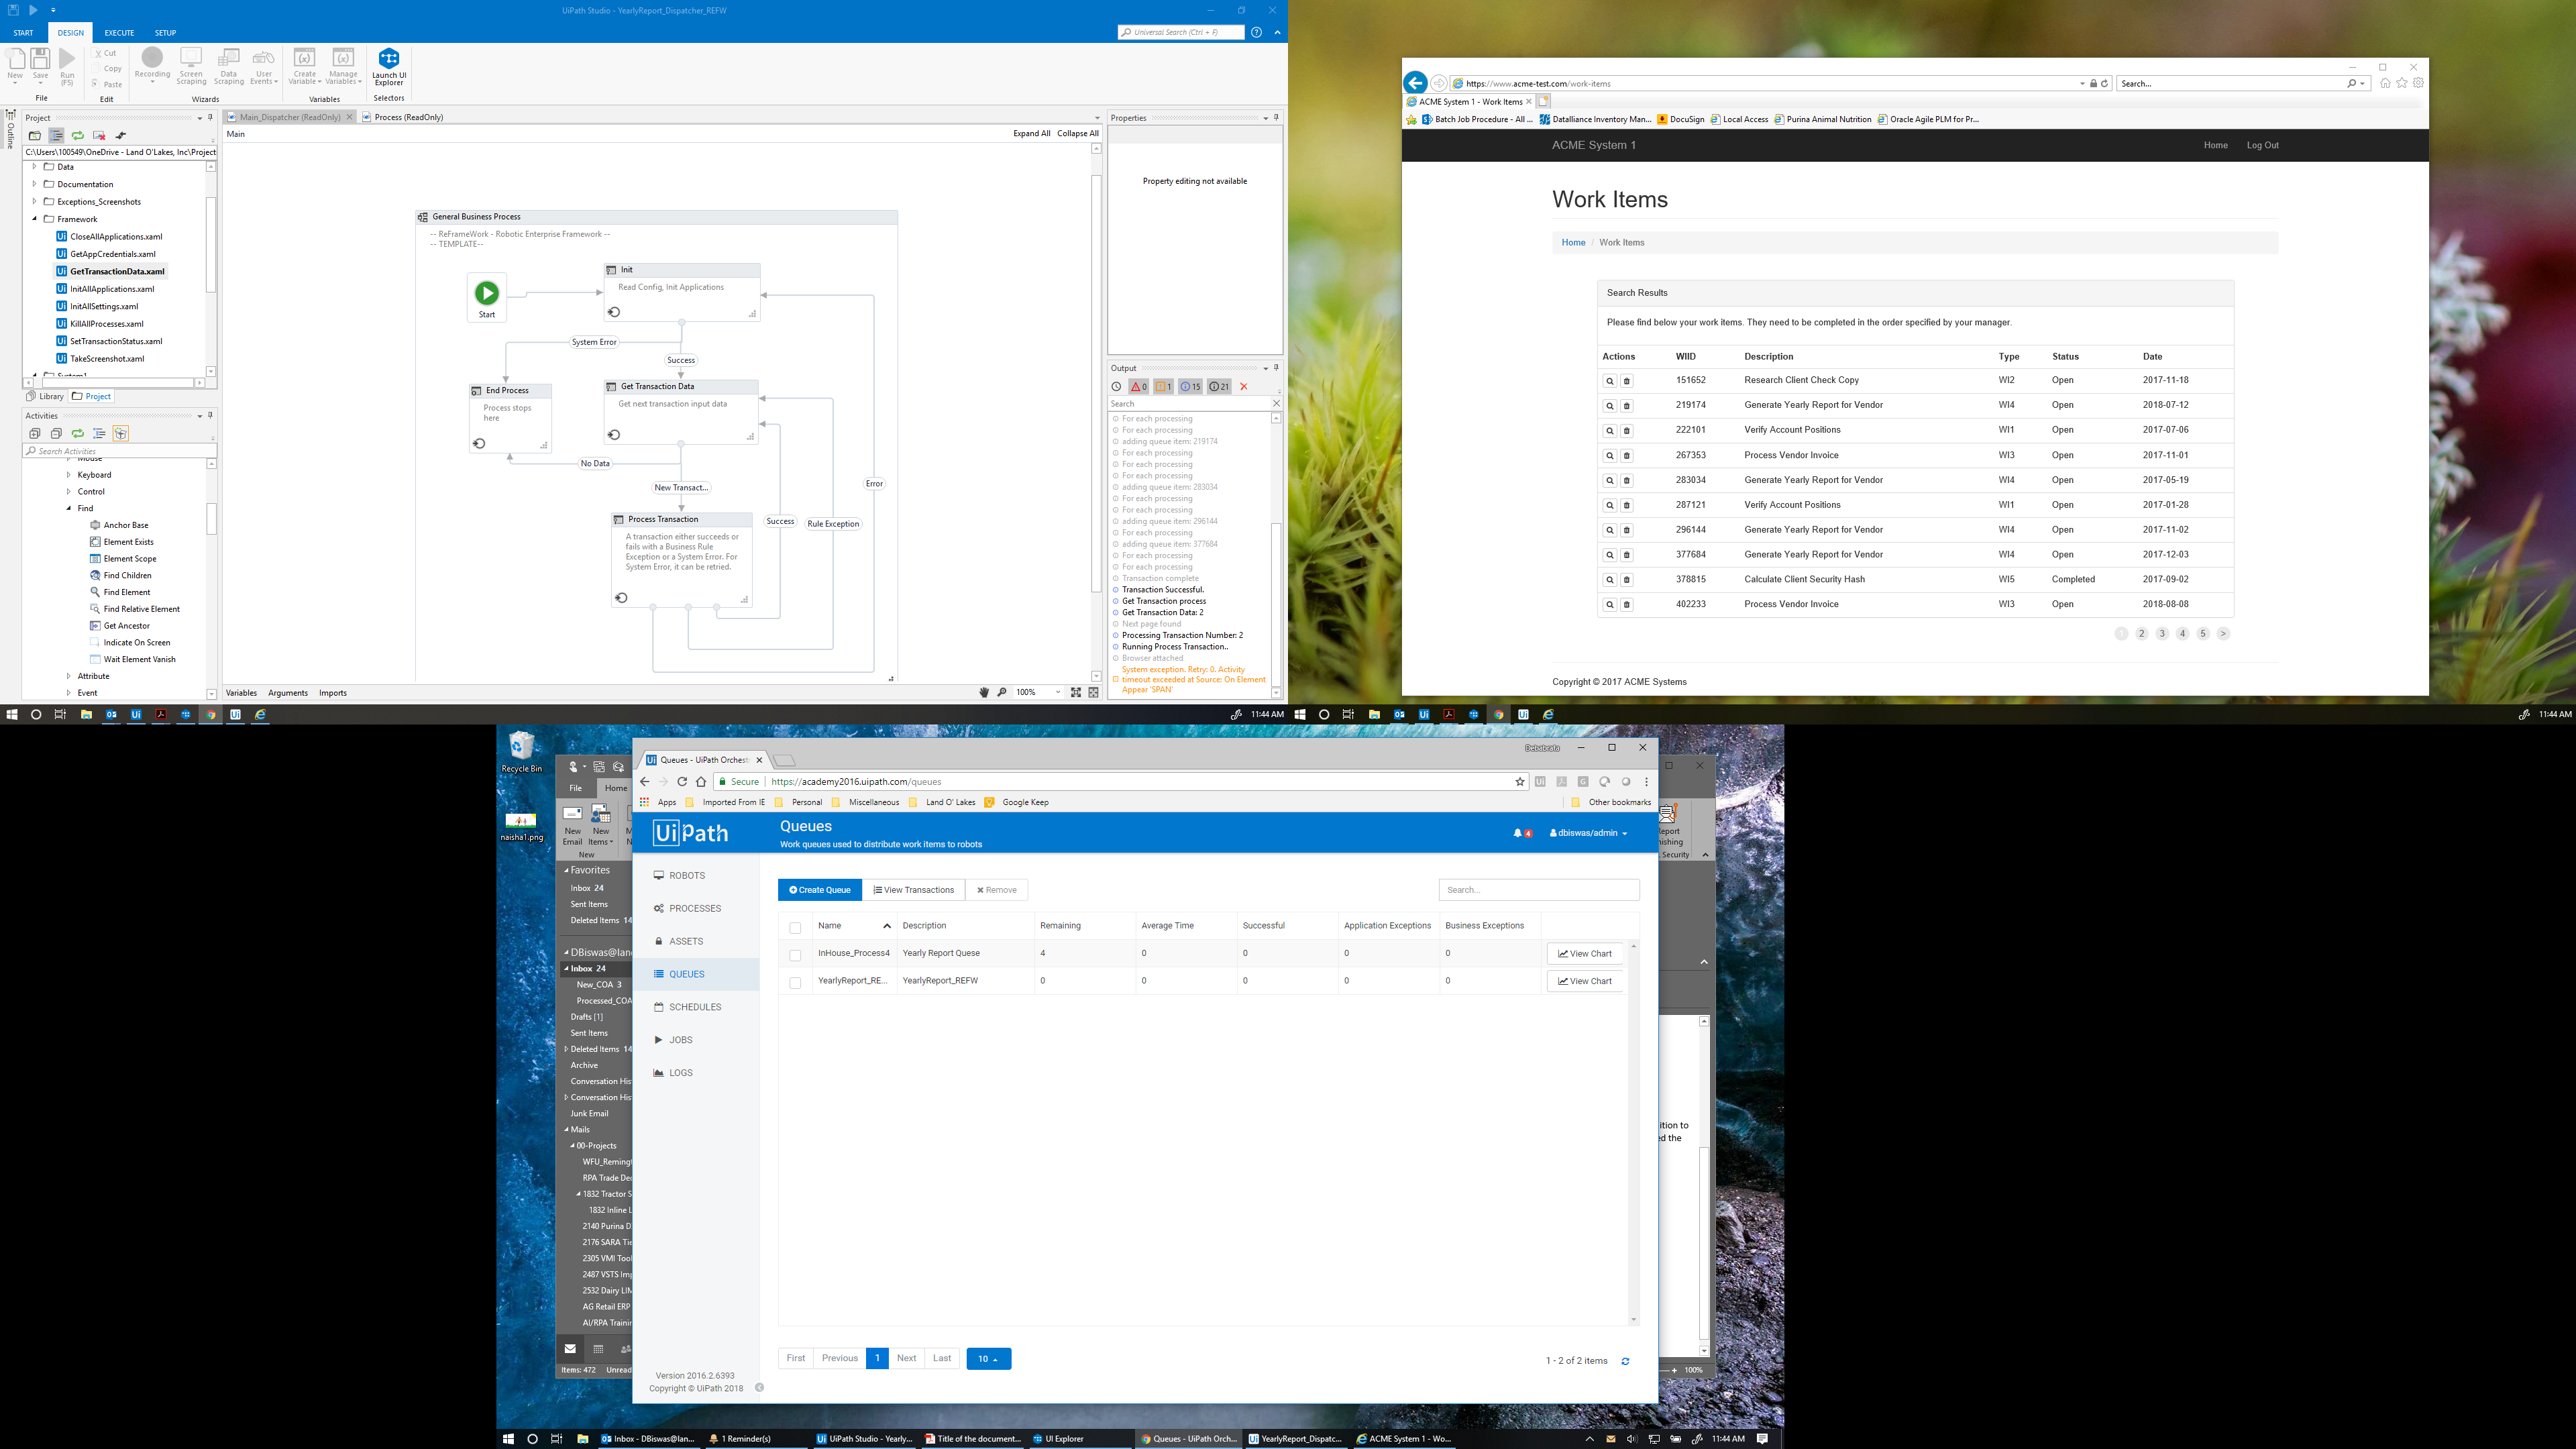 UiPath Studio - YearlyReport_Dispatcher_REFW
START DESIGN EXECUTE SETUP
Universal Search (Ctrl + F)
New Save Run (F5)
Cut
Copy
Paste
Recording Screen Scraping Data Scraping User Events
Create Variable Manage Variables
Launch UI Explorer
File Edit Wizards Variables Selectors
Outline
Project
C:\Users\100549\OneDrive - Land O'Lakes, Inc\Project
Data
Documentation
Exceptions_Screenshots
Framework
CloseAllApplications.xaml
GetAppCredentials.xaml
GetTransactionData.xaml
InitAllApplications.xaml
InitAllSettings.xaml
KillAllProcesses.xaml
SetTransactionStatus.xaml
TakeScreenshot.xaml
System1
Library Project
Activities
Search Activities
Mouse
Keyboard
Control
Find
Anchor Base
Element Exists
Element Scope
Find Children
Find Element
Find Relative Element
Get Ancestor
Indicate On Screen
Wait Element Vanish
Attribute
Event
Main_Dispatcher (ReadOnly) Process (ReadOnly)
Main Expand All Collapse All
General Business Process
-- ReFrameWork - Robotic Enterprise Framework --
-- TEMPLATE--
Start
Init
Read Config, Init Applications
System Error
Success
End Process
Process stops here
Get Transaction Data
Get next transaction input data
No Data
New Transact...
Error
Success
Rule Exception
Process Transaction
A transaction either succeeds or
fails with a Business Rule
Exception or a System Error. For
System Error, it can be retried.
Variables Arguments Imports 100%
Properties
Property editing not available
Output
0 1 15 21
Search
For each processing
For each processing
adding queue item: 219174
For each processing
For each processing
For each processing
adding queue item: 283034
For each processing
For each processing
adding queue item: 296144
For each processing
adding queue item: 377684
For each processing
For each processing
Transaction complete
Transaction Successful.
Get Transaction process
Get Transaction Data: 2
Next page found
Processing Transaction Number: 2
Running Process Transaction..
Browser attached
System exception. Retry: 0. Activity
timeout exceeded at Source: On Element
Appear 'SPAN'
11:44 AM
https://www.acme-test.com/work-items Search...
ACME System 1 - Work Items
Batch Job Procedure - All ... Datalliance Inventory Man... DocuSign Local Access Purina Animal Nutrition Oracle Agile PLM for Pr...
ACME System 1 Home Log Out
Work Items
Home / Work Items
Search Results
Please find below your work items. They need to be completed in the order specified by your manager.
Actions WIID Description Type Status Date
151652 Research Client Check Copy WI2 Open 2017-11-18
219174 Generate Yearly Report for Vendor WI4 Open 2018-07-12
222101 Verify Account Positions WI1 Open 2017-07-06
267353 Process Vendor Invoice WI3 Open 2017-11-01
283034 Generate Yearly Report for Vendor WI4 Open 2017-05-19
287121 Verify Account Positions WI1 Open 2017-01-28
296144 Generate Yearly Report for Vendor WI4 Open 2017-11-02
377684 Generate Yearly Report for Vendor WI4 Open 2017-12-03
378815 Calculate Client Security Hash WI5 Completed 2017-09-02
402233 Process Vendor Invoice WI3 Open 2018-08-08
1 2 3 4 5 >
Copyright © 2017 ACME Systems
11:44 AM
Recycle Bin
naisha1.png
File Home
New Email New Items
New
Favorites
Inbox 24
Sent Items
Deleted Items 14
DBiswas@lan
Inbox 24
New_COA 3
Processed_COA
Drafts [1]
Sent Items
Deleted Items 14
Archive
Conversation His
Conversation His
Junk Email
Mails
00-Projects
WFU_Remingt
RPA Trade Dec
1832 Tractor S
1832 Inline L
2140 Purina D
2176 SARA Tie
2305 VMI Tool
2487 VSTS Imp
2532 Dairy LIM
AG Retail ERP
AI/RPA Trainin
Items: 472 Unread
Debabrata
Queues - UiPath Orchest
Secure https://academy2016.uipath.com/queues
Apps Imported From IE Personal Miscellaneous Land O' Lakes Google Keep Other bookmarks
UiPath
Queues
Work queues used to distribute work items to robots
4 dbiswas/admin
ROBOTS
PROCESSES
ASSETS
QUEUES
SCHEDULES
JOBS
LOGS
Create Queue View Transactions Remove Search...
Name Description Remaining Average Time Successful Application Exceptions Business Exceptions
InHouse_Process4 Yearly Report Quese 4 0 0 0 0 View Chart
YearlyReport_RE... YearlyReport_REFW 0 0 0 0 0 View Chart
First Previous 1 Next Last 10 1 - 2 of 2 items
Version 2016.2.6393
Copyright © UiPath 2018
eport
hishing
Security
ition to
ed the
100%
Inbox - DBiswas@lan... 1 Reminder(s) UiPath Studio - Yearly... Title of the document... UI Explorer Queues - UiPath Orch... YearlyReport_Dispatc... ACME System 1 - Wo... 11:44 AM